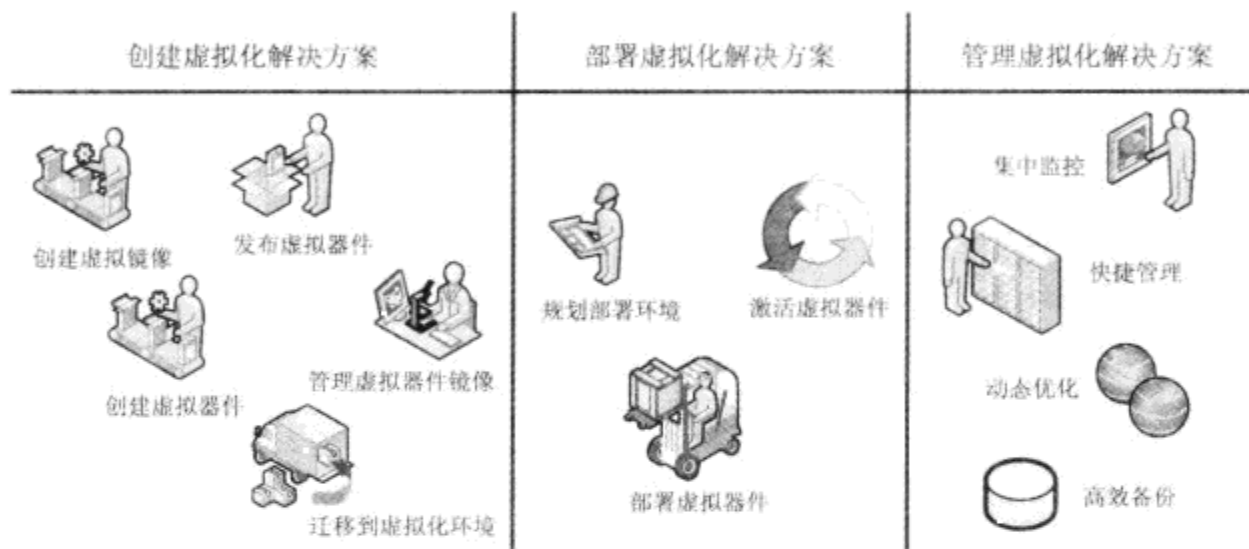 创建虚拟化解决方案
部署虚拟化解决方案
管理虚拟化解决方案
创建虚拟镜像
发布虚拟器件
创建虚拟器件
管理虚拟器件镜像
迁移到虚拟化环境
规划部署环境
激活虚拟器件
部署虚拟器件
集中监控
快捷管理
动态优化
高效备份